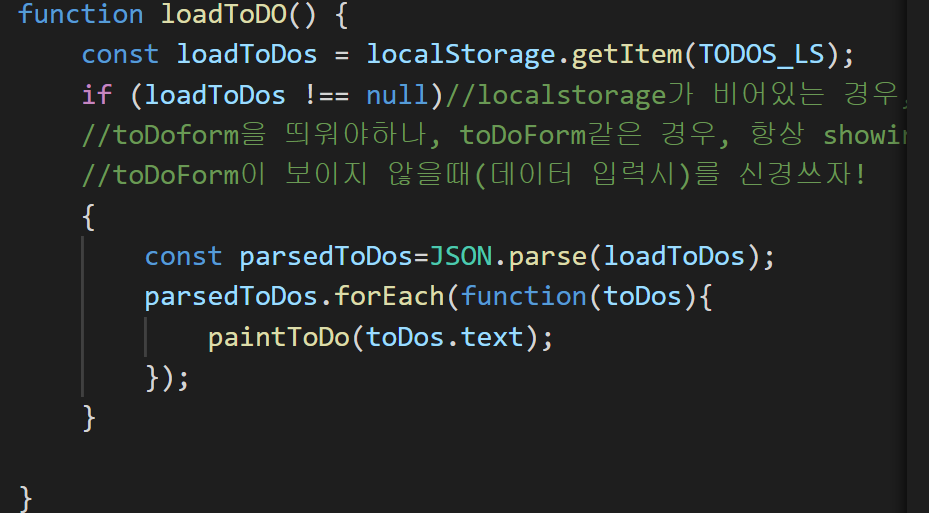 function loadToDO() {
const loadToDos = localStorage.getItem(TODOS_LS);
if (loadToDos !== null)//localstorage가 비어있는 경우,
//toDoform을 띄워야하나, toDoForm같은 경우, 항상
//toDoForm이 보이지 않을때(데이터 입력시)를 신경쓰자!
{
const parsedToDos=JSON.parse(loadToDos);
parsedToDos.forEach(function(toDos){
paintToDo(toDos.text);
});
}
}